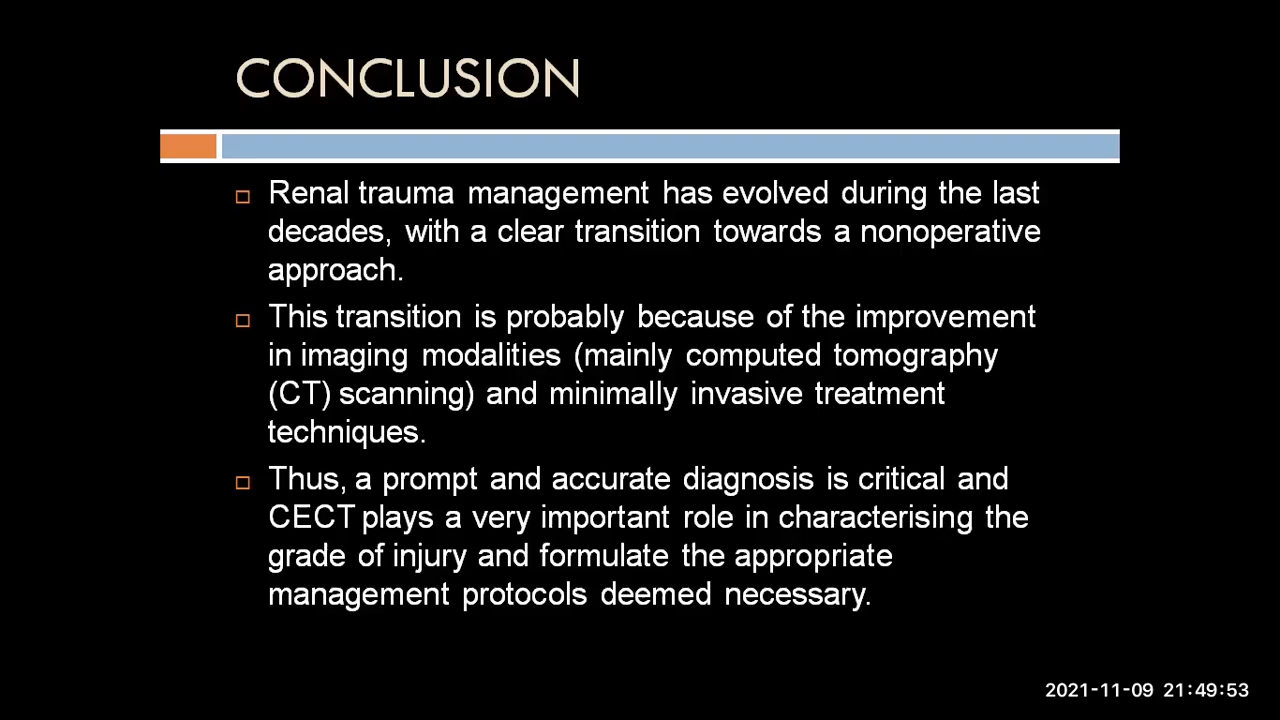 CONCLUSION
Renal trauma management has evolved during the last
decades, with a clear transition towards a nonoperative
approach.
This transition is probably because of the improvement
in imaging modalities (mainly computed tomography
(CT) scanning) and minimally invasive treatment
techniques.
Thus, a prompt and accurate diagnosis is critical and
CECT plays a very important role in characterising the
grade of injury and formulate the appropriate
management protocols deemed necessary.
2021-11-09 21:49:53